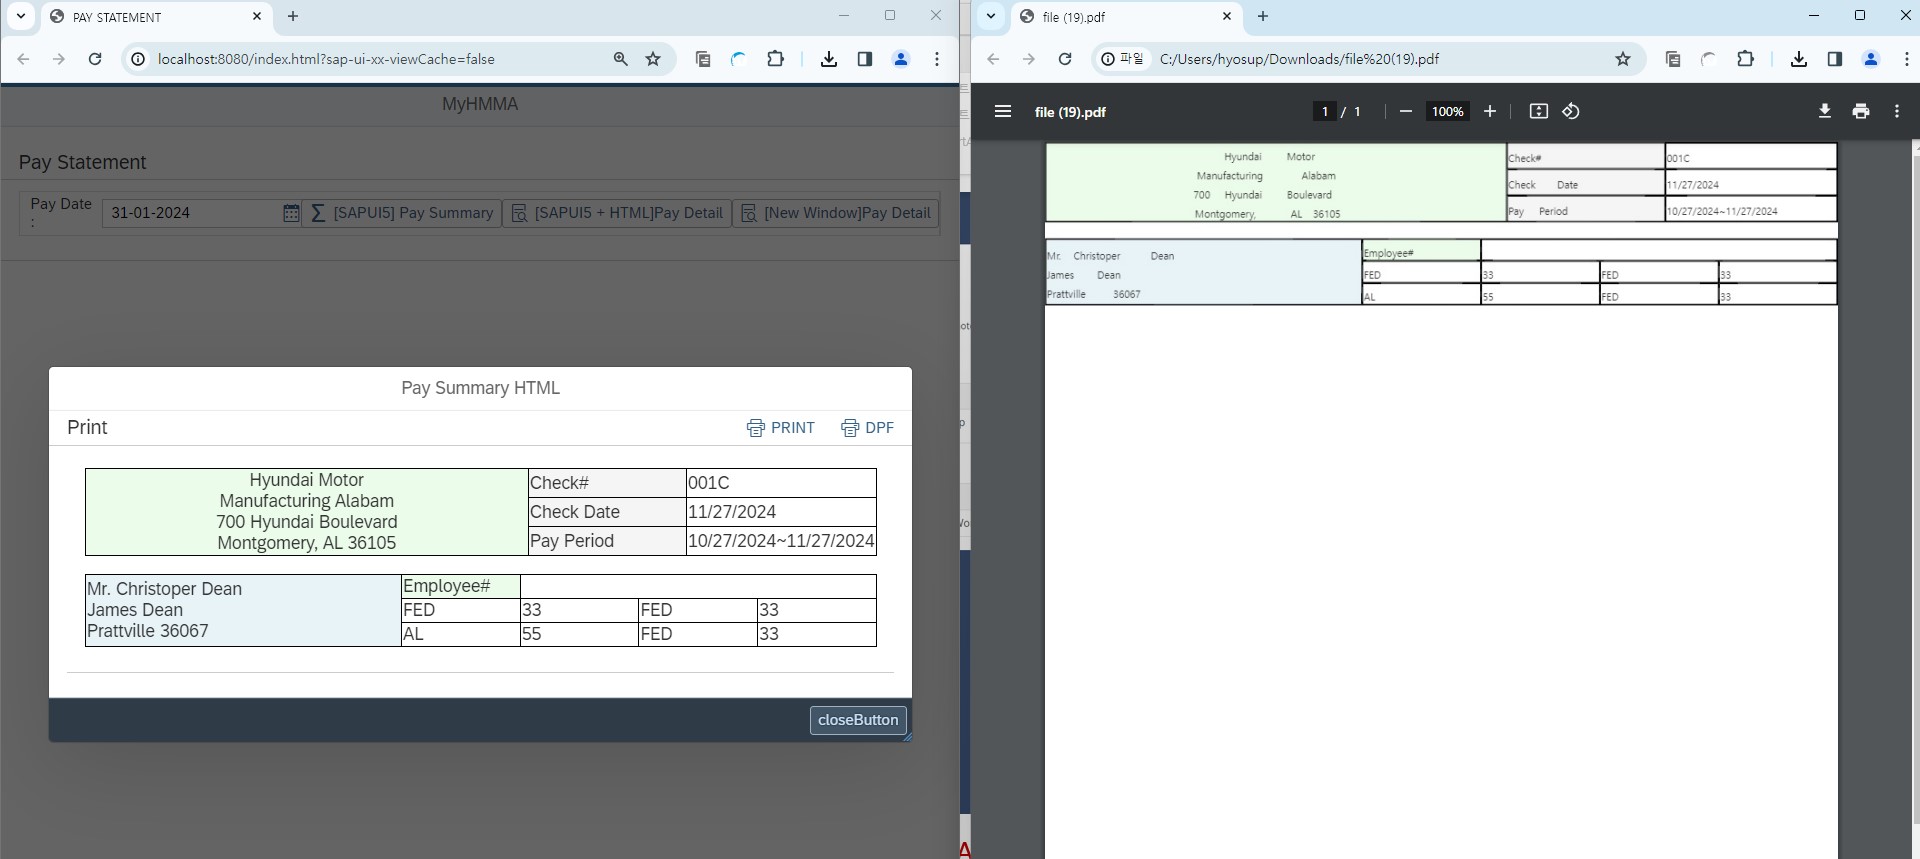 PAY STATEMENT
localhost:8080/index.html?sap-ui-xx-viewCache=false
MyHMMA
Pay Statement
Pay Date :
31-01-2024
[SAPUI5] Pay Summary
[SAPUI5 + HTML]Pay Detail
[New Window]Pay Detail
Pay Summary HTML
Print
PRINT
DPF
Hyundai Motor
Manufacturing Alabam
700 Hyundai Boulevard
Montgomery, AL 36105
Check#
001C
Check Date
11/27/2024
Pay Period
10/27/2024~11/27/2024
Mr. Christoper Dean
James Dean
Prattville 36067
Employee#
FED 33 FED 33
AL 55 FED 33
closeButton
file (19).pdf
파일
C:/Users/hyosup/Downloads/file%20(19).pdf
file (19).pdf
1 / 1
100%
Hyundai Motor
Manufacturing Alabam
700 Hyundai Boulevard
Montgomery, AL 36105
Check#
001C
Check Date
11/27/2024
Pay Period
10/27/2024~11/27/2024
Mr. Christoper Dean
James Dean
Prattville 36067
Employee#
FED 33 FED 33
AL 55 FED 33